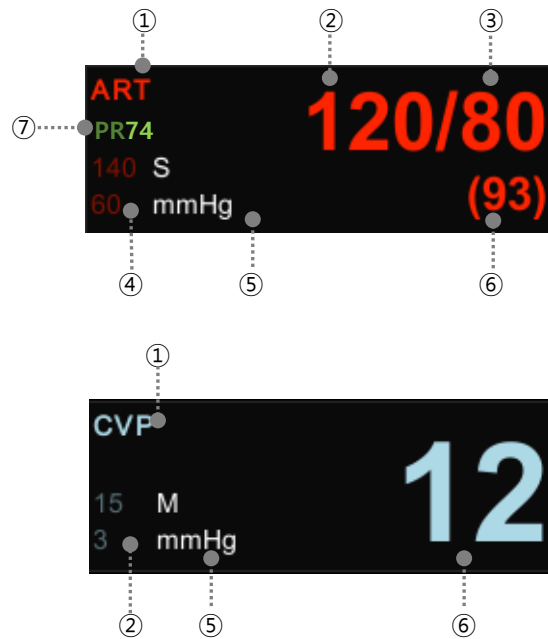 ① ② ③
ART
120/80
⑦ PR74
140 S
(93)
60 mmHg
④ ⑤ ⑥
①
CVP
12
15 M
3 mmHg
② ⑤ ⑥